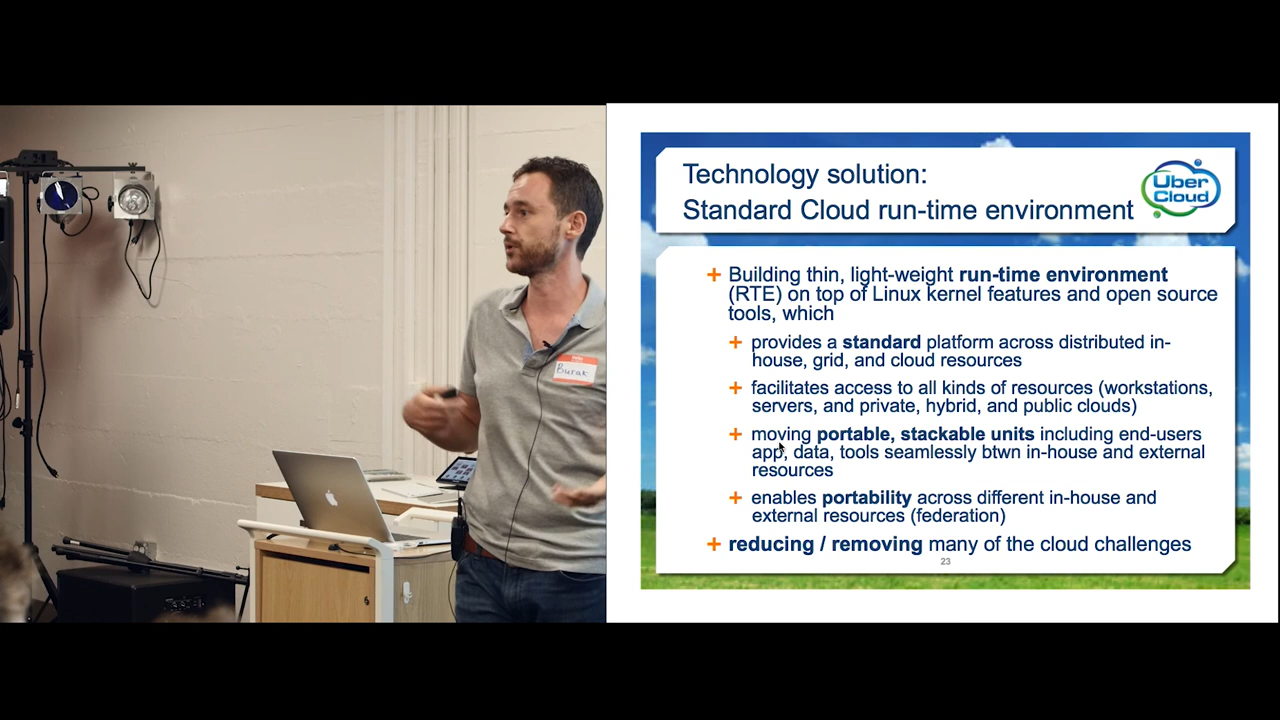 Burak
Technology solution:
Standard Cloud run-time environment
Uber
Cloud
+ Building thin, light-weight run-time environment
(RTE) on top of Linux kernel features and open source
tools, which
+ provides a standard platform across distributed in-
house, grid, and cloud resources
+ facilitates access to all kinds of resources (workstations,
servers, and private, hybrid, and public clouds)
+ moving portable, stackable units including end-users
app, data, tools seamlessly btwn in-house and external
resources
+ enables portability across different in-house and
external resources (federation)
+ reducing / removing many of the cloud challenges
23